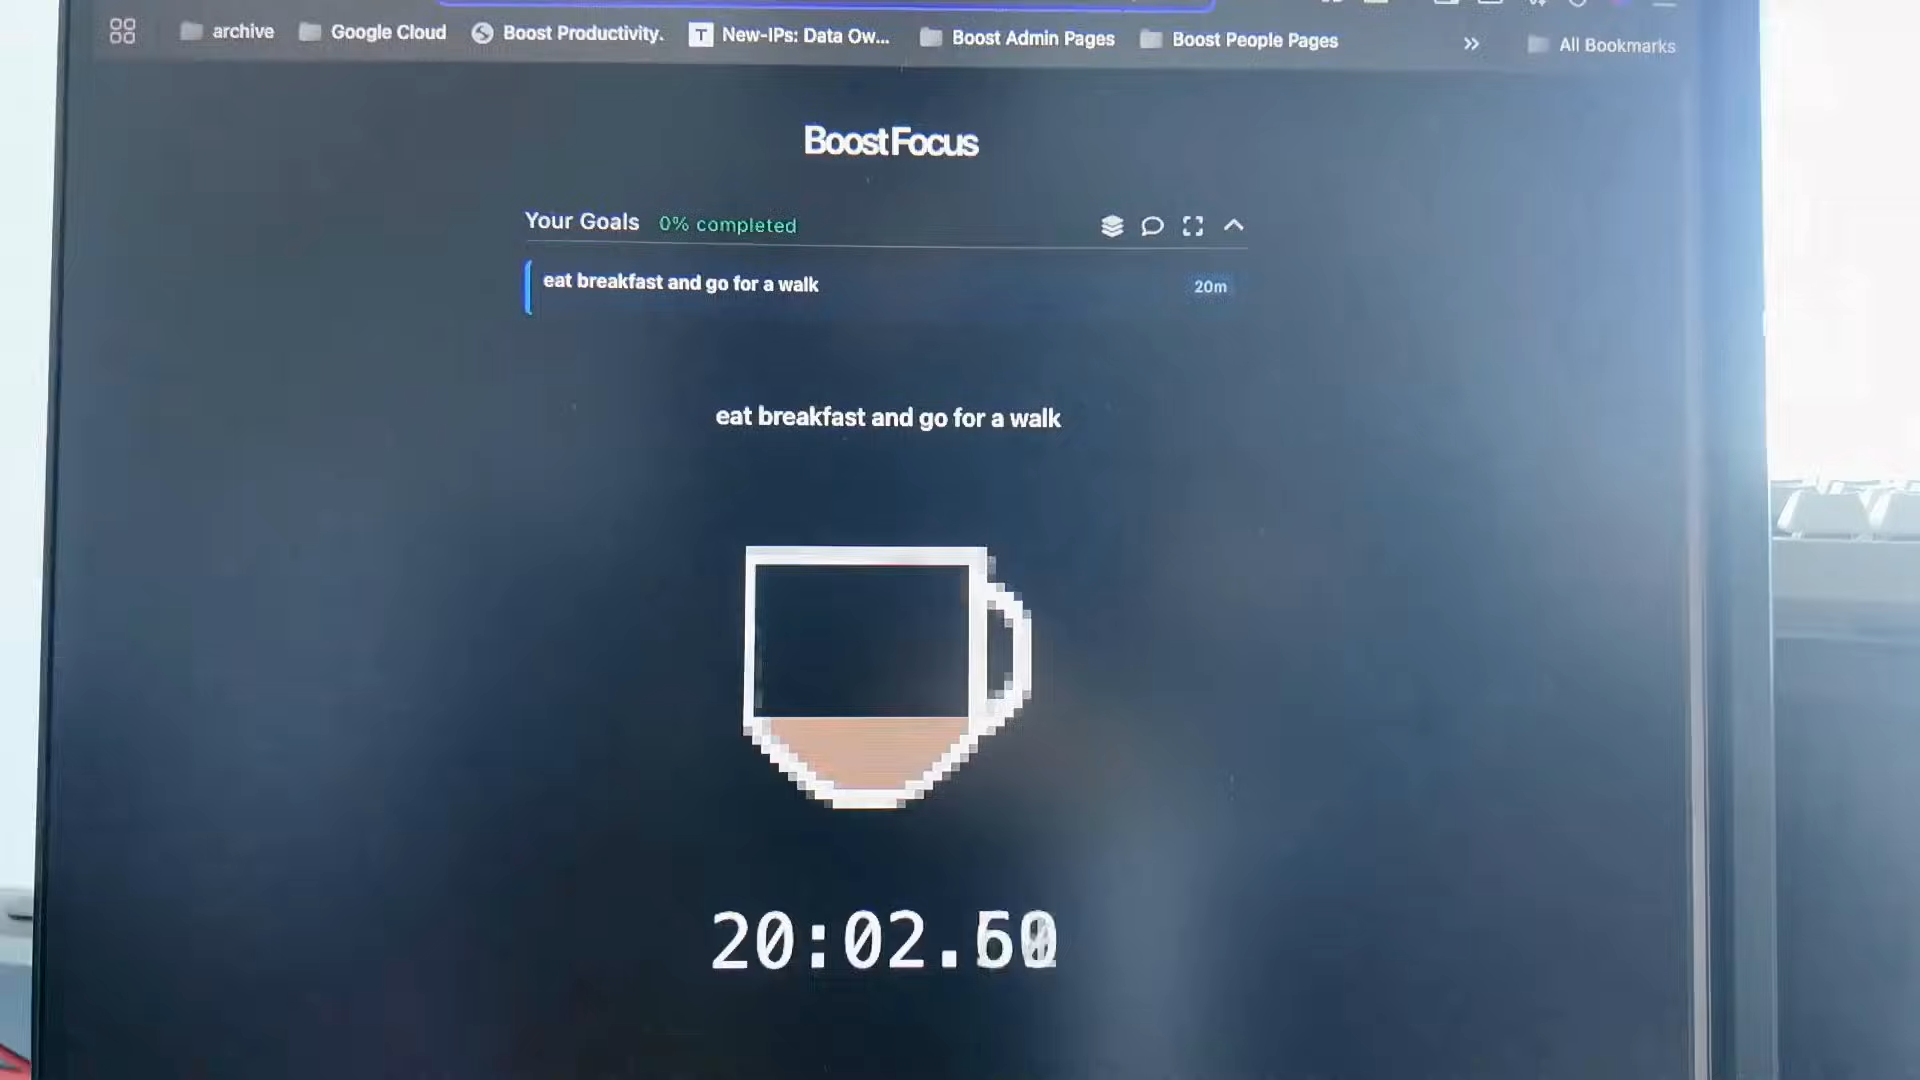 archive Google Cloud Boost Productivity. New-IPs: Data Ow... Boost Admin Pages Boost People Pages All Bookmarks
BoostFocus
Your Goals 0% completed
eat breakfast and go for a walk 20m
eat breakfast and go for a walk
20:02.